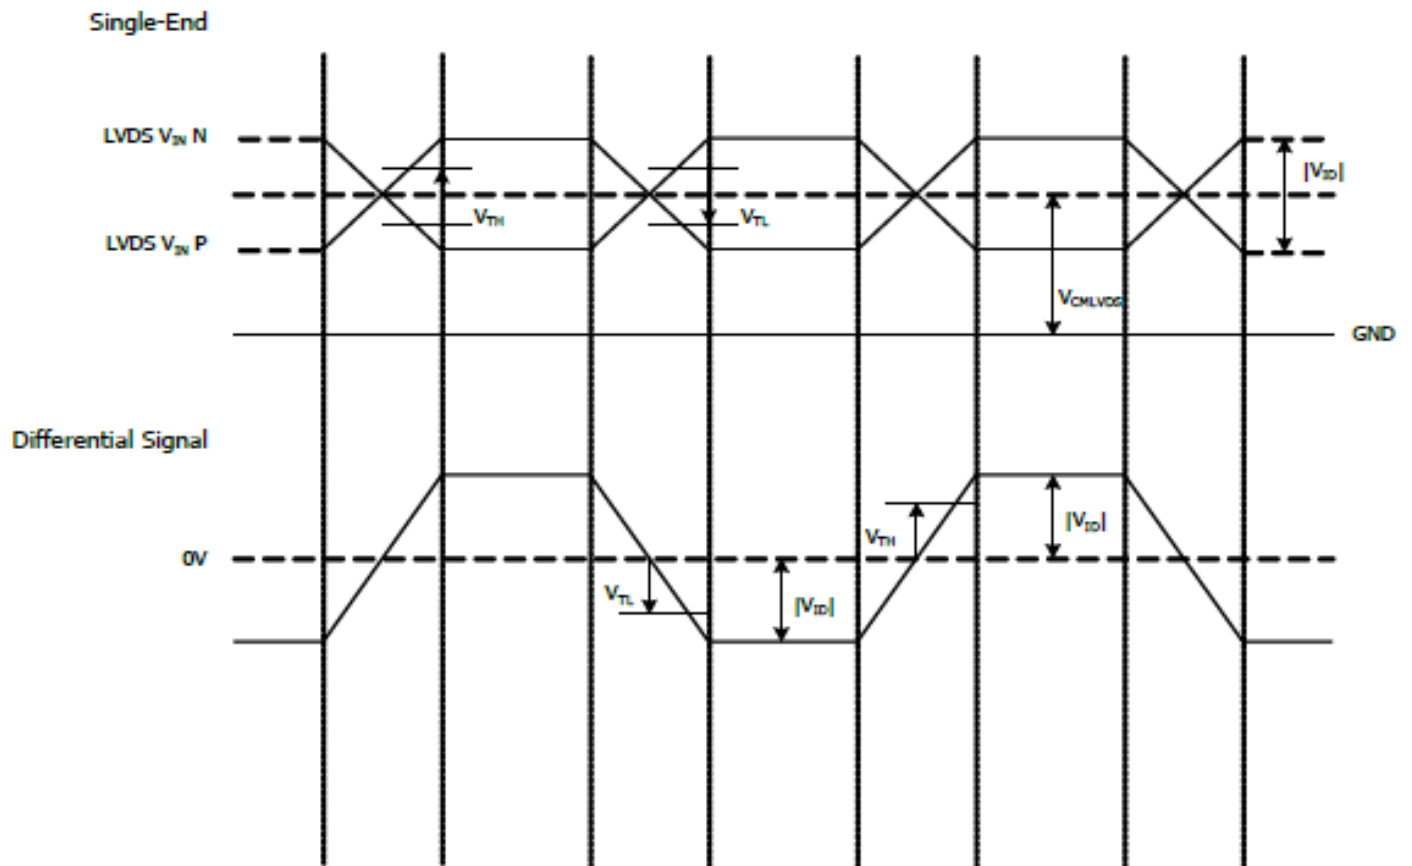 Single-End
LVDS VIN N
|VID|
VTH
VTL
LVDS VIN P
VCMLVDS
GND
Differential Signal
VTH
|VID|
0V
VTL
|VID|